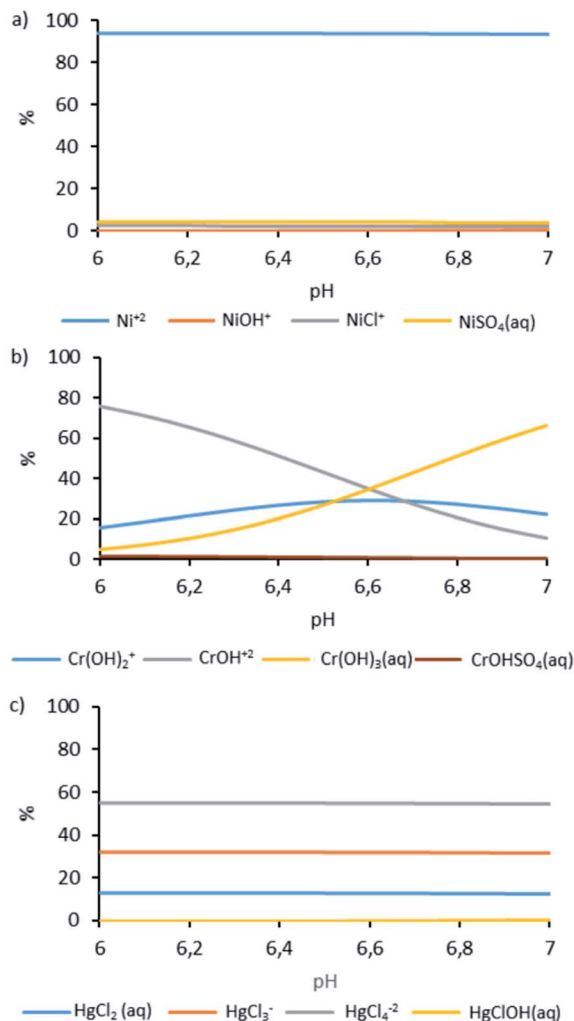 a)
100
80
60
40
20
0
%
6 6,2 6,4 6,6 6,8 7
pH
Ni⁺² NiOH⁺ NiCl⁺ NiSO₄(aq)
b)
100
80
60
40
20
0
%
6 6,2 6,4 6,6 6,8 7
pH
Cr(OH)₂⁺ CrOH⁺² Cr(OH)₃(aq) CrOHSO₄(aq)
c)
100
80
60
40
20
0
%
6 6,2 6,4 6,6 6,8 7
pH
HgCl₂ (aq) HgCl₃⁻ HgCl₄⁻² HgClOH(aq)